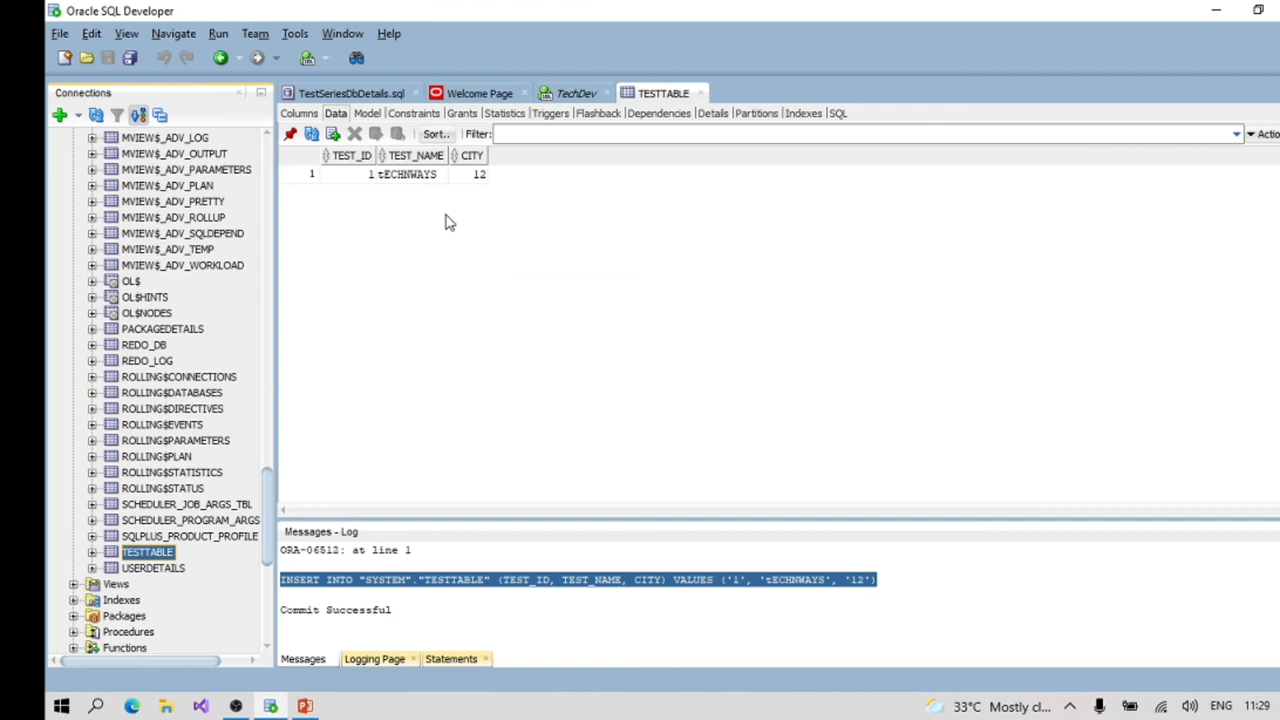 Oracle SQL Developer
File Edit View Navigate Run Team Tools Window Help
Connections
TestSeriesDbDetails.sql Welcome Page TechDev TESTTABLE
Columns Data Model Constraints Grants Statistics Triggers Flashback Dependencies Details Partitions Indexes SQL
Sort.. Filter: Actio
TEST_ID TEST_NAME CITY
1 1 tECHNWAYS 12
MVIEW$_ADV_LOG
MVIEW$_ADV_OUTPUT
MVIEW$_ADV_PARAMETERS
MVIEW$_ADV_PLAN
MVIEW$_ADV_PRETTY
MVIEW$_ADV_ROLLUP
MVIEW$_ADV_SQLDEPEND
MVIEW$_ADV_TEMP
MVIEW$_ADV_WORKLOAD
OL$
OL$HINTS
OL$NODES
PACKAGEDETAILS
REDO_DB
REDO_LOG
ROLLING$CONNECTIONS
ROLLING$DATABASES
ROLLING$DIRECTIVES
ROLLING$EVENTS
ROLLING$PARAMETERS
ROLLING$PLAN
ROLLING$STATISTICS
ROLLING$STATUS
SCHEDULER_JOB_ARGS_TBL
SCHEDULER_PROGRAM_ARGS
SQLPLUS_PRODUCT_PROFILE
TESTTABLE
USERDETAILS
Views
Indexes
Packages
Procedures
Functions
Messages - Log
ORA-06512: at line 1
INSERT INTO "SYSTEM"."TESTTABLE" (TEST_ID, TEST_NAME, CITY) VALUES ('1', 'tECHNWAYS', '12')
Commit Successful
Messages Logging Page Statements
33°C Mostly cl... ENG 11:29